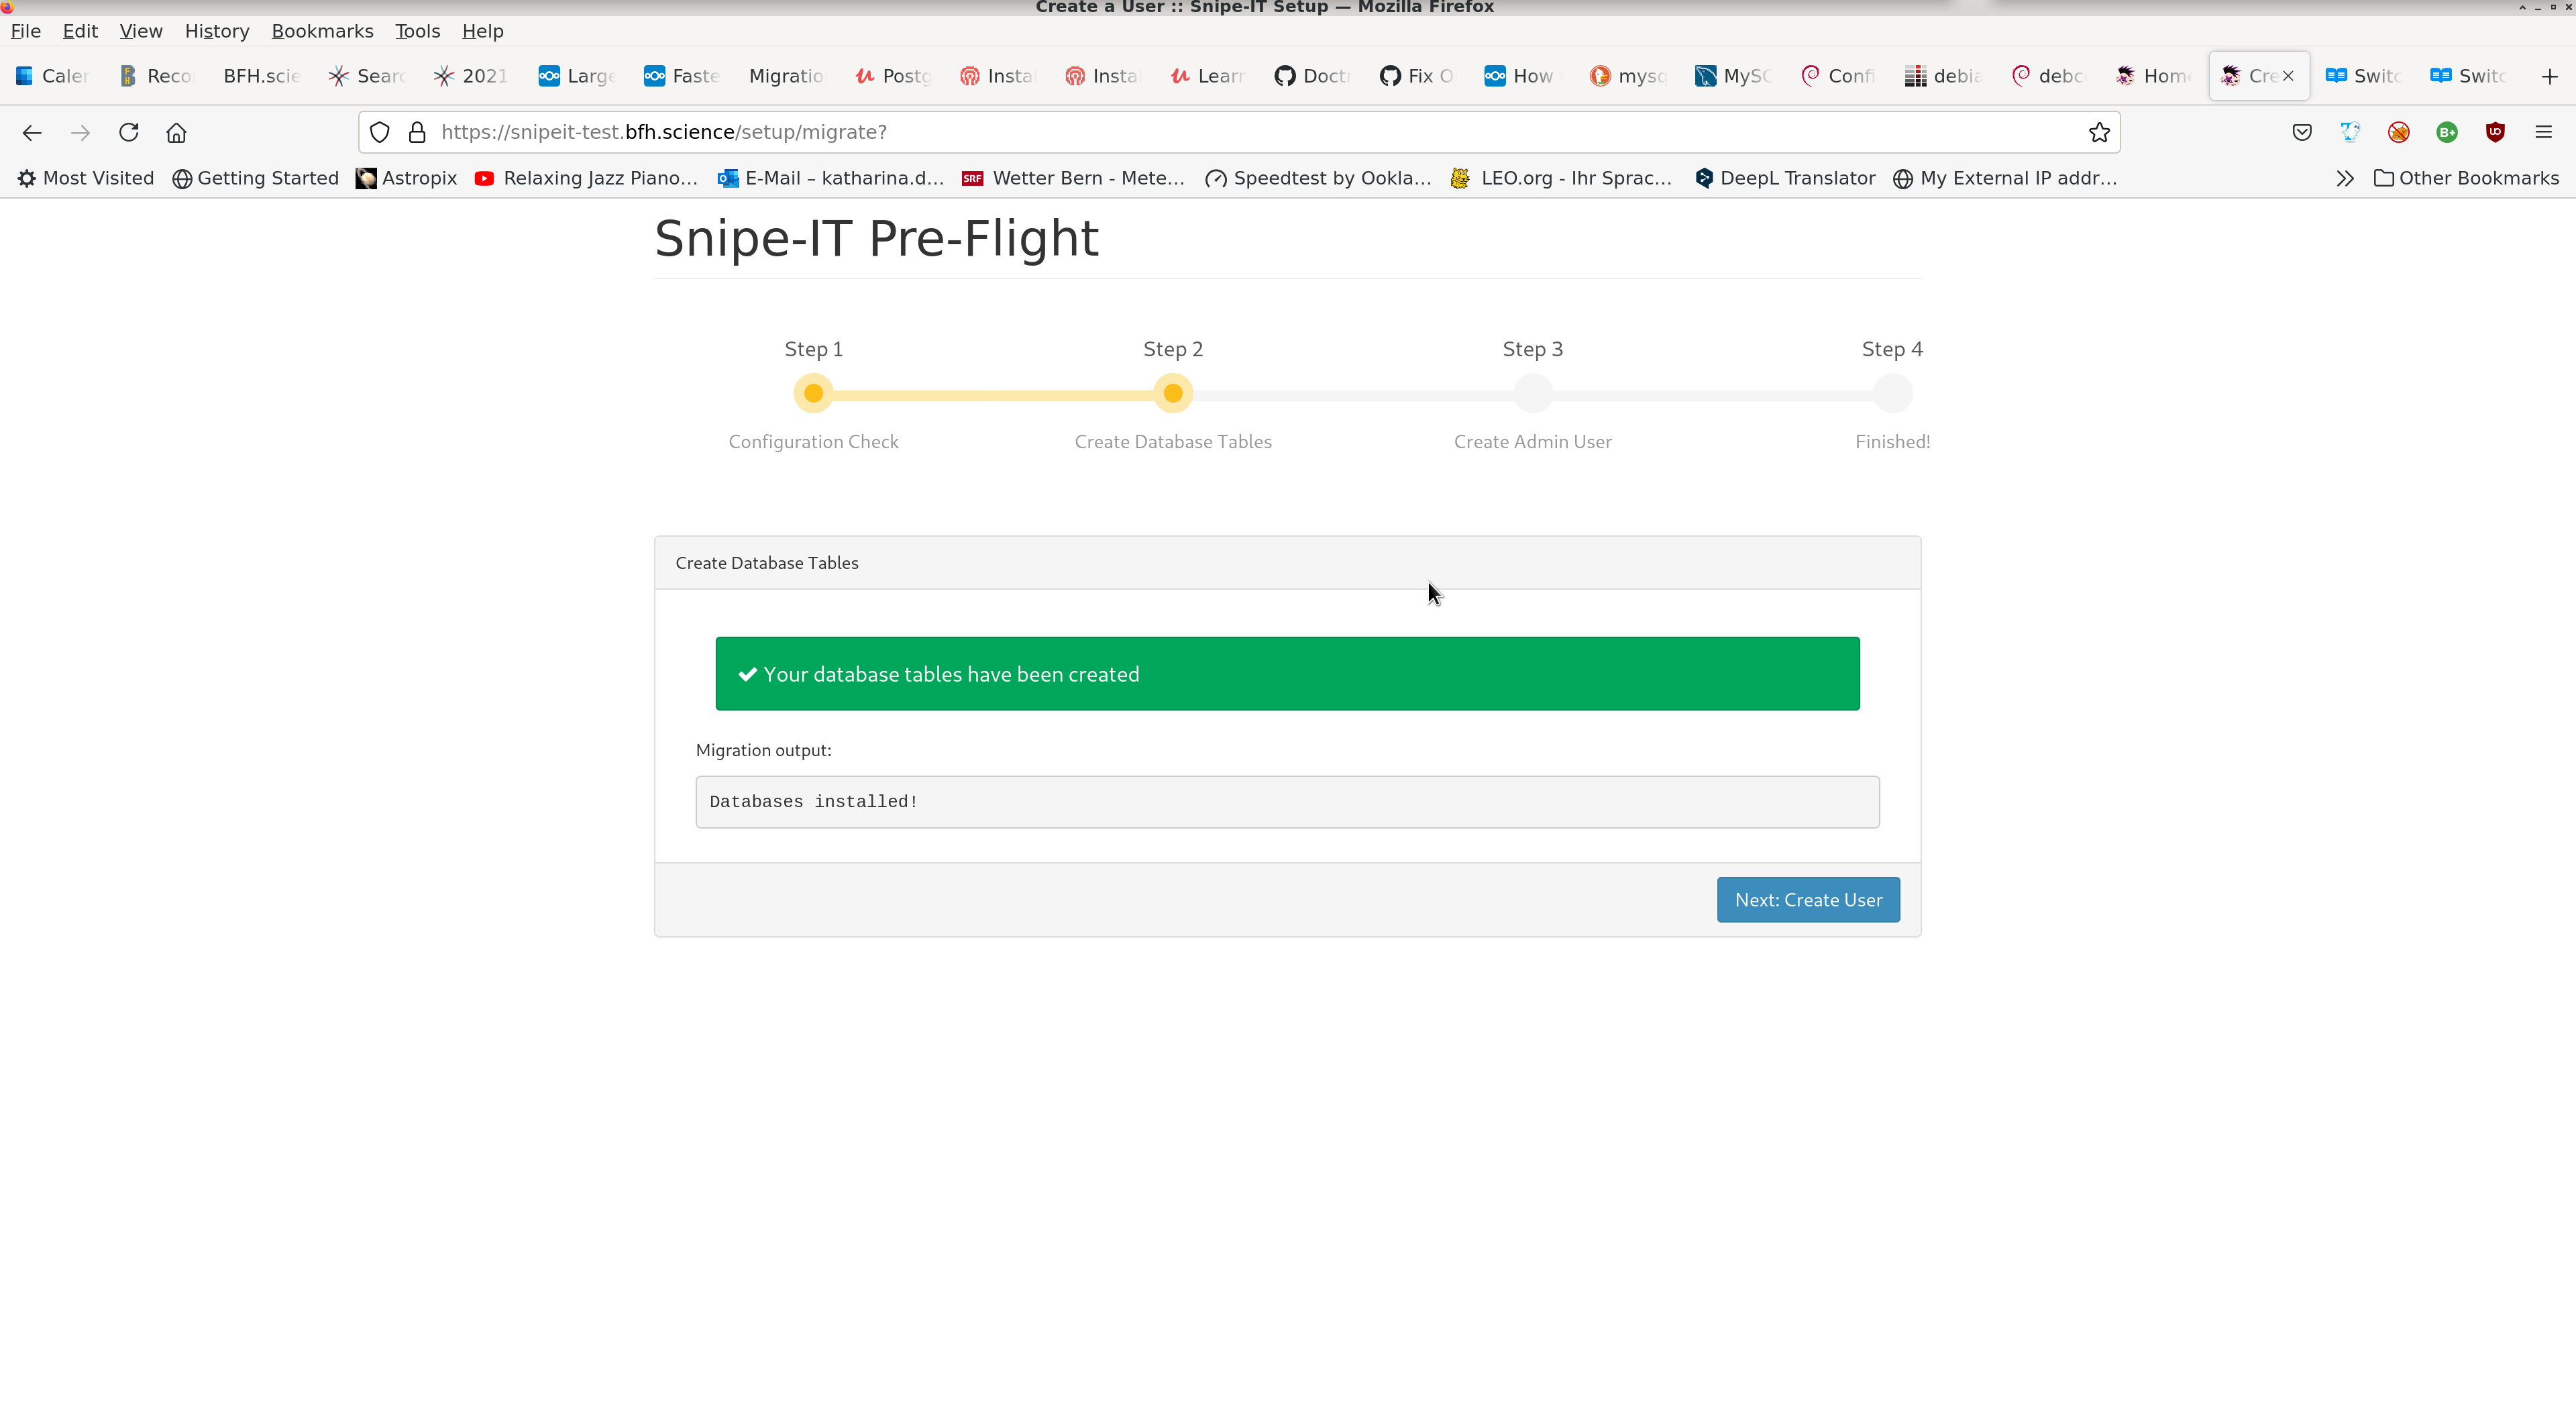 Create a User :: Snipe-IT Setup — Mozilla Firefox
File Edit View History Bookmarks Tools Help
Caler Reco BFH.scie Searc 2021 Large Faste Migratio Postg Insta Insta Learn Doctr Fix O How mysq MySC Confi debia debc Home Cre Switc Switc
https://snipeit-test.bfh.science/setup/migrate?
Most Visited Getting Started Astropix Relaxing Jazz Piano... E-Mail – katharina.d... SRF Wetter Bern - Mete... Speedtest by Ookla... LEO.org - Ihr Sprac... DeepL Translator My External IP addr... Other Bookmarks
Snipe-IT Pre-Flight
Step 1 Step 2 Step 3 Step 4
Configuration Check Create Database Tables Create Admin User Finished!
Create Database Tables
Your database tables have been created
Migration output:
Databases installed!
Next: Create User